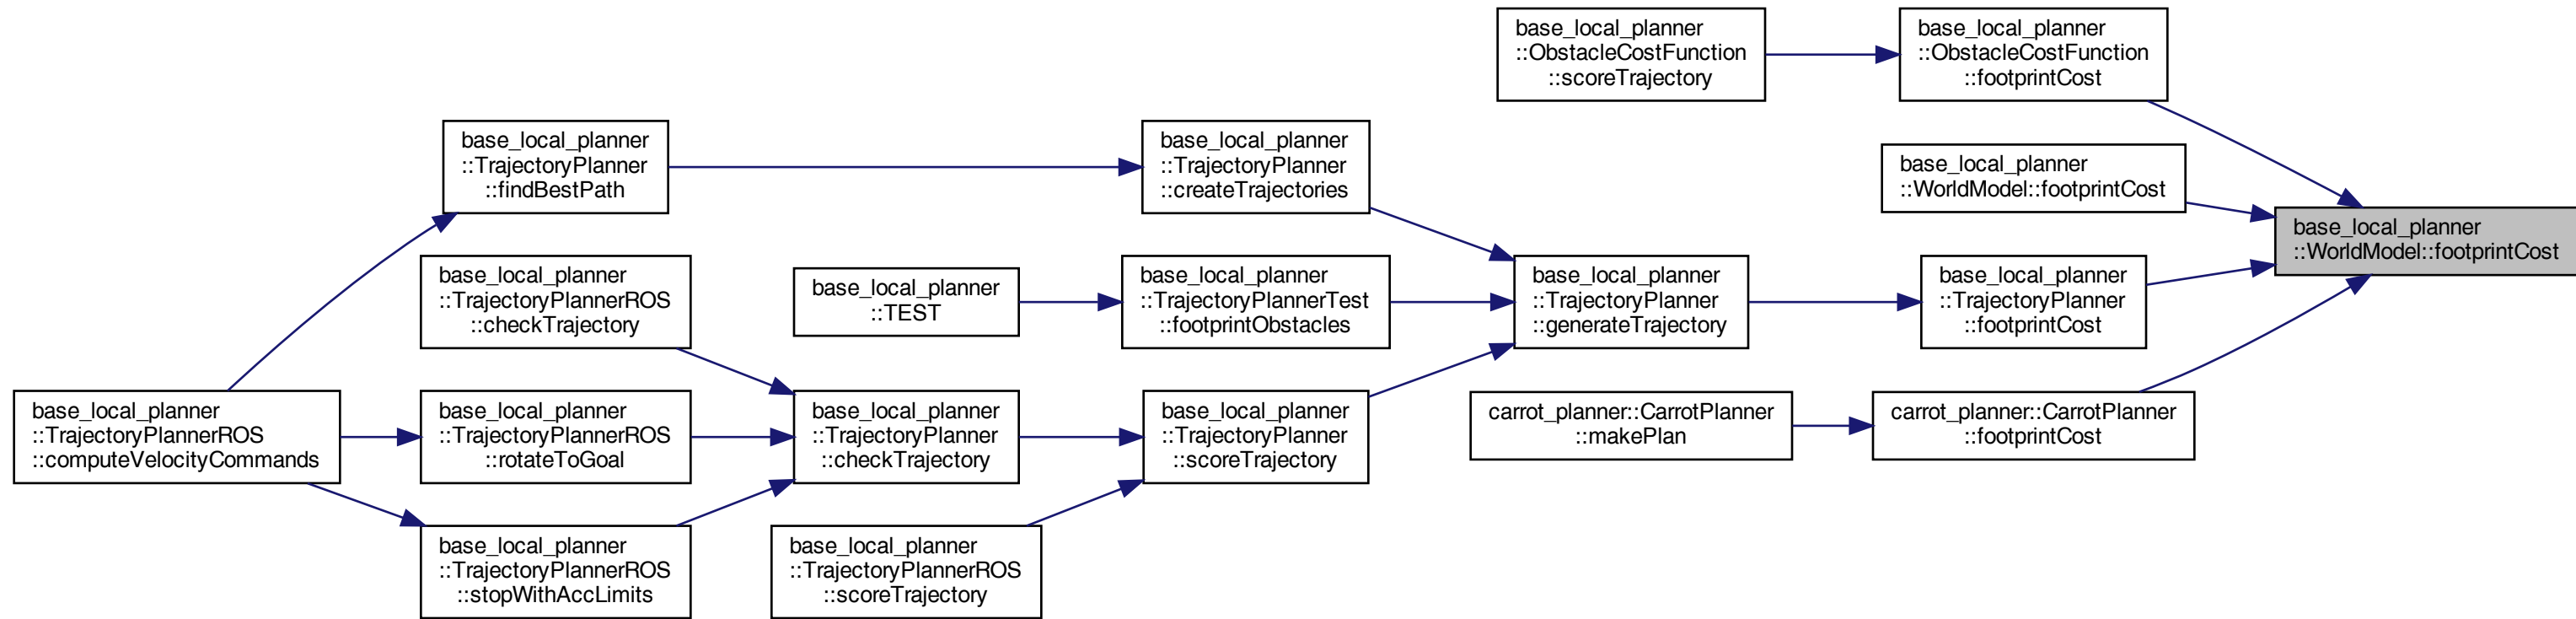 base_local_planner
::ObstacleCostFunction
::scoreTrajectory
base_local_planner
::ObstacleCostFunction
::footprintCost
base_local_planner
::TrajectoryPlanner
::findBestPath
base_local_planner
::TrajectoryPlanner
::createTrajectories
base_local_planner
::WorldModel::footprintCost
base_local_planner
::WorldModel::footprintCost
base_local_planner
::TrajectoryPlannerROS
::checkTrajectory
base_local_planner
::TEST
base_local_planner
::TrajectoryPlannerTest
::footprintObstacles
base_local_planner
::TrajectoryPlanner
::generateTrajectory
base_local_planner
::TrajectoryPlanner
::footprintCost
base_local_planner
::TrajectoryPlannerROS
::computeVelocityCommands
base_local_planner
::TrajectoryPlannerROS
::rotateToGoal
base_local_planner
::TrajectoryPlanner
::checkTrajectory
base_local_planner
::TrajectoryPlanner
::scoreTrajectory
carrot_planner::CarrotPlanner
::makePlan
carrot_planner::CarrotPlanner
::footprintCost
base_local_planner
::TrajectoryPlannerROS
::stopWithAccLimits
base_local_planner
::TrajectoryPlannerROS
::scoreTrajectory